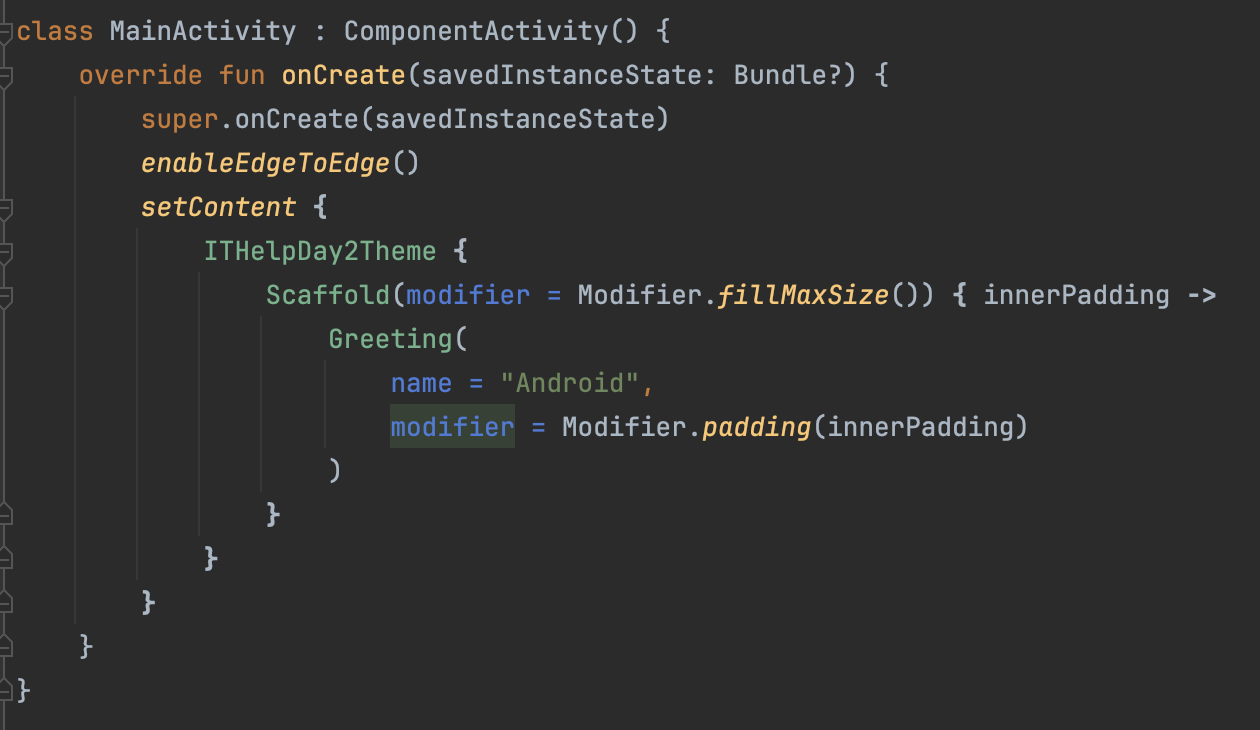 class MainActivity : ComponentActivity() {
    override fun onCreate(savedInstanceState: Bundle?) {
        super.onCreate(savedInstanceState)
        enableEdgeToEdge()
        setContent {
            ITHelpDay2Theme {
                Scaffold(modifier = Modifier.fillMaxSize()) { innerPadding ->
                    Greeting(
                        name = "Android",
                        modifier = Modifier.padding(innerPadding)
                    )
                }
            }
        }
    }
}